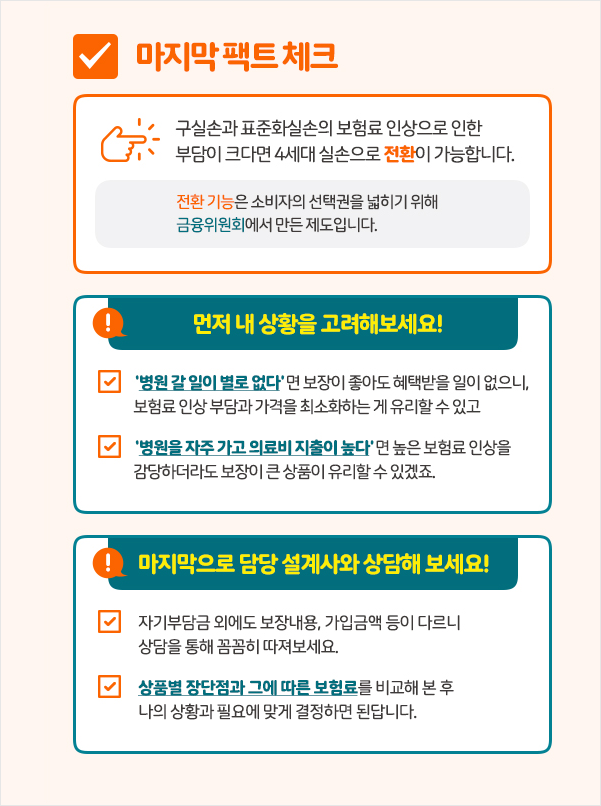 마지막 팩트 체크
구실손과 표준화실손의 보험료 인상으로 인한
부담이 크다면 4세대 실손으로 전환이 가능합니다.
전환 기능은 소비자의 선택권을 넓히기 위해
금융위원회에서 만든 제도입니다.
먼저 내 상황을 고려해보세요!
'병원 갈 일이 별로 없다'면 보장이 좋아도 혜택받을 일이 없으니,
보험료 인상 부담과 가격을 최소화하는 게 유리할 수 있고
'병원을 자주 가고 의료비 지출이 높다'면 높은 보험료 인상을
감당하더라도 보장이 큰 상품이 유리할 수 있겠죠.
마지막으로 담당 설계사와 상담해 보세요!
자기부담금 외에도 보장내용, 가입금액 등이 다르니
상담을 통해 꼼꼼히 따져보세요.
상품별 장단점과 그에 따른 보험료를 비교해 본 후
나의 상황과 필요에 맞게 결정하면 된답니다.